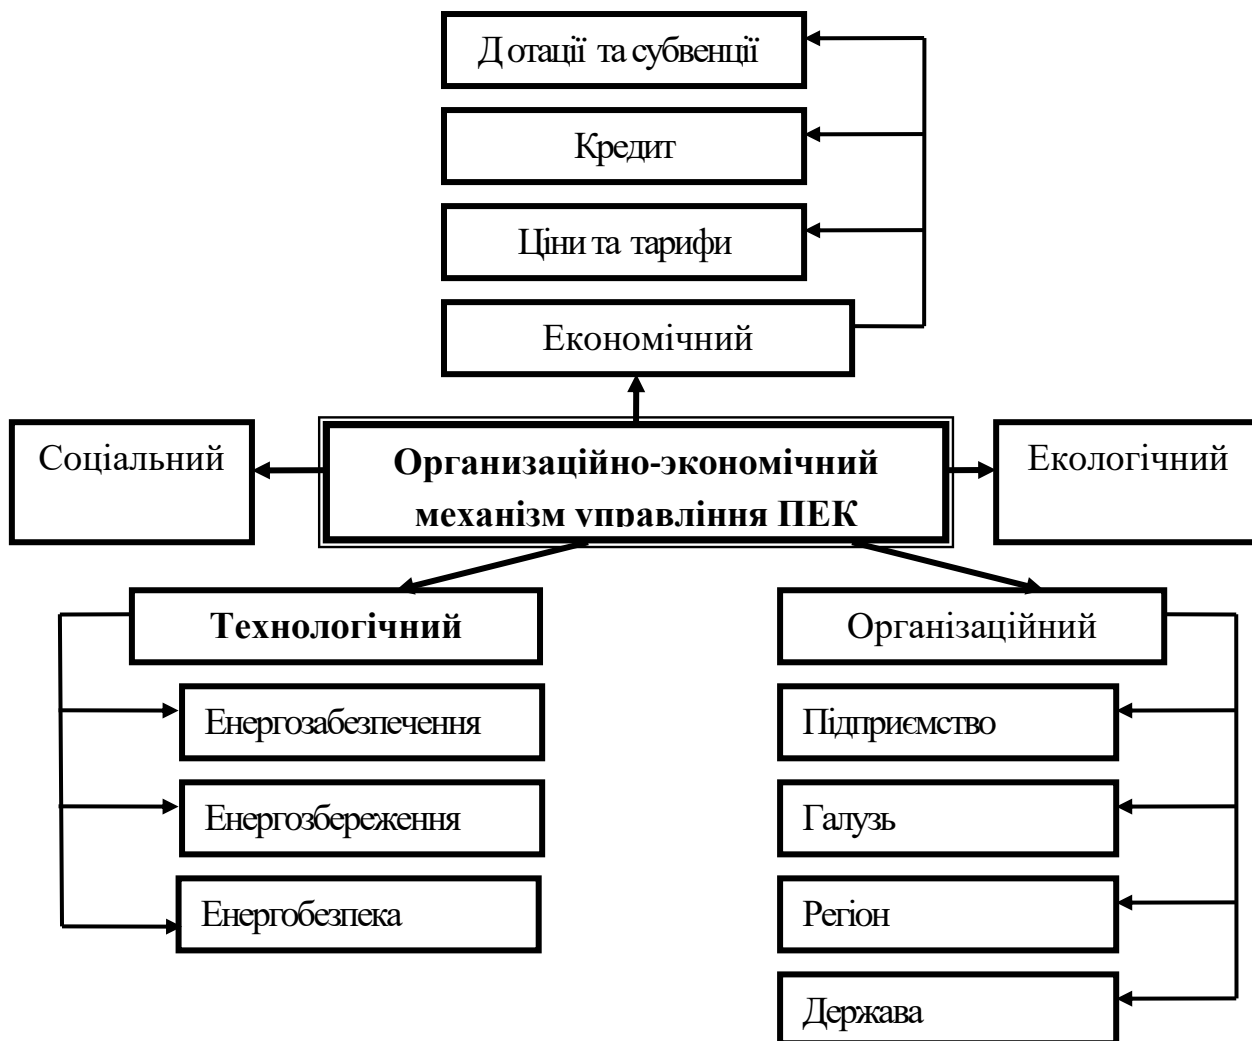 Дотації та субвенції
Кредит
Ціни та тарифи
Економічний
Соціальний
Организаційно-экономічний
механізм управління ПЕК
Екологічний
Технологічний
Організаційний
Енергозабезпечення
Підприємство
Енергозбереження
Галузь
Енергобезпека
Регіон
Держава